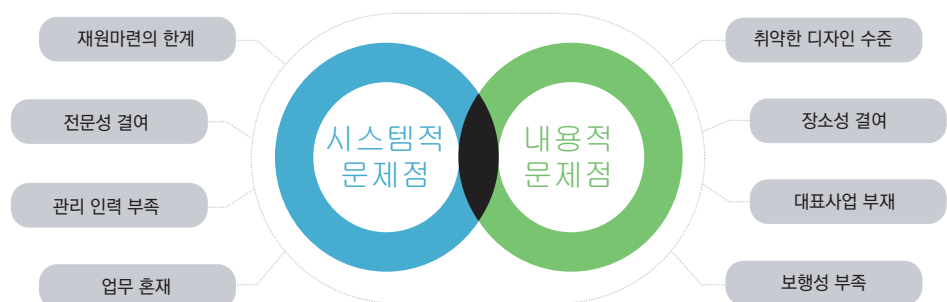 재원마련의 한계
전문성 결여
관리 인력 부족
업무 혼재
시스템적
문제점
내용적
문제점
취약한 디자인 수준
장소성 결여
대표사업 부재
보행성 부족